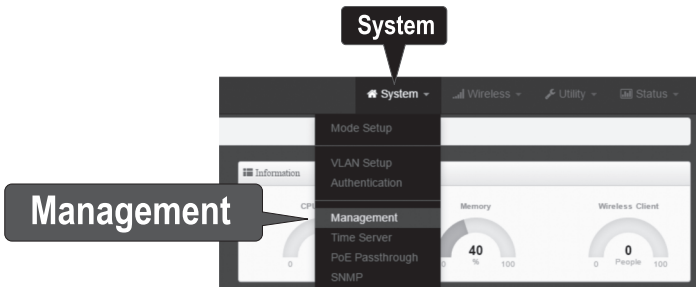 System
System
Wireless
Utility
Status
Mode Setup
VLAN Setup
Authentication
Information
Management
Management
Time Server
PoE Passthrough
SNMP
Memory
40
%
0
100
Wireless Client
0
People
0
100
0